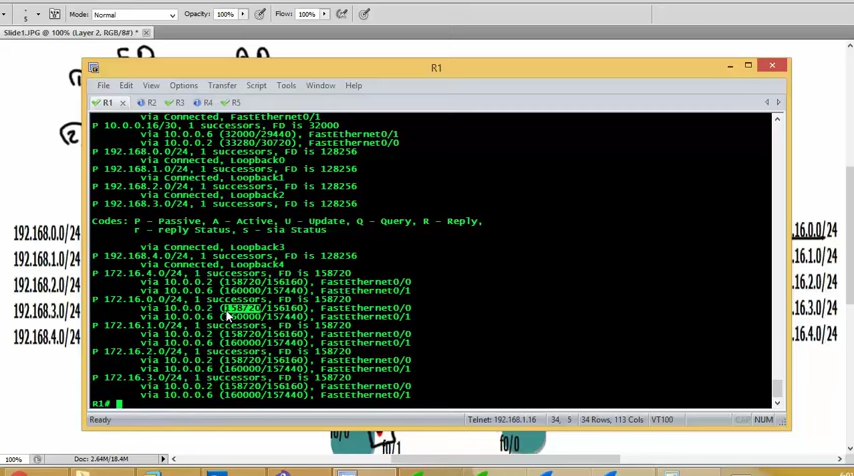 5
Mode: Normal
Opacity: 100%
Flow: 100%
Slide1.JPG @ 100% (Layer 2, RGB/8#) *
R1
File Edit View Options Transfer Script Tools Window Help
R1 R2 R3 R4 R5
via Connected, FastEthernet0/1
P 10.0.0.16/30, 1 successors, FD is 32000
via 10.0.0.6 (32000/29440), FastEthernet0/1
via 10.0.0.2 (33280/30720), FastEthernet0/0
P 192.168.0.0/24, 1 successors, FD is 128256
via Connected, Loopback0
P 192.168.1.0/24, 1 successors, FD is 128256
via Connected, Loopback1
P 192.168.2.0/24, 1 successors, FD is 128256
via Connected, Loopback2
P 192.168.3.0/24, 1 successors, FD is 128256
Codes: P - Passive, A - Active, U - Update, Q - Query, R - Reply,
r - reply Status, s - sia Status
via Connected, Loopback3
P 192.168.4.0/24, 1 successors, FD is 128256
via Connected, Loopback4
P 172.16.4.0/24, 1 successors, FD is 158720
via 10.0.0.2 (158720/156160), FastEthernet0/0
via 10.0.0.6 (160000/157440), FastEthernet0/1
P 172.16.0.0/24, 1 successors, FD is 158720
via 10.0.0.2 (158720/156160), FastEthernet0/0
via 10.0.0.6 (160000/157440), FastEthernet0/1
P 172.16.1.0/24, 1 successors, FD is 158720
via 10.0.0.2 (158720/156160), FastEthernet0/0
via 10.0.0.6 (160000/157440), FastEthernet0/1
P 172.16.2.0/24, 1 successors, FD is 158720
via 10.0.0.2 (158720/156160), FastEthernet0/0
via 10.0.0.6 (160000/157440), FastEthernet0/1
P 172.16.3.0/24, 1 successors, FD is 158720
via 10.0.0.2 (158720/156160), FastEthernet0/0
via 10.0.0.6 (160000/157440), FastEthernet0/1
R1#
Ready
Telnet: 192.168.1.16 34, 5 34 Rows, 113 Cols VT100 CAP NUM
192.168.0.0/24
192.168.1.0/24
192.168.2.0/24
192.168.3.0/24
192.168.4.0/24
16.0.0/24
16.1.0/24
16.2.0/24
16.3.0/24
16.4.0/24
f0/0
f0/1
f0/0
100%
Doc: 2.64M/18.4M